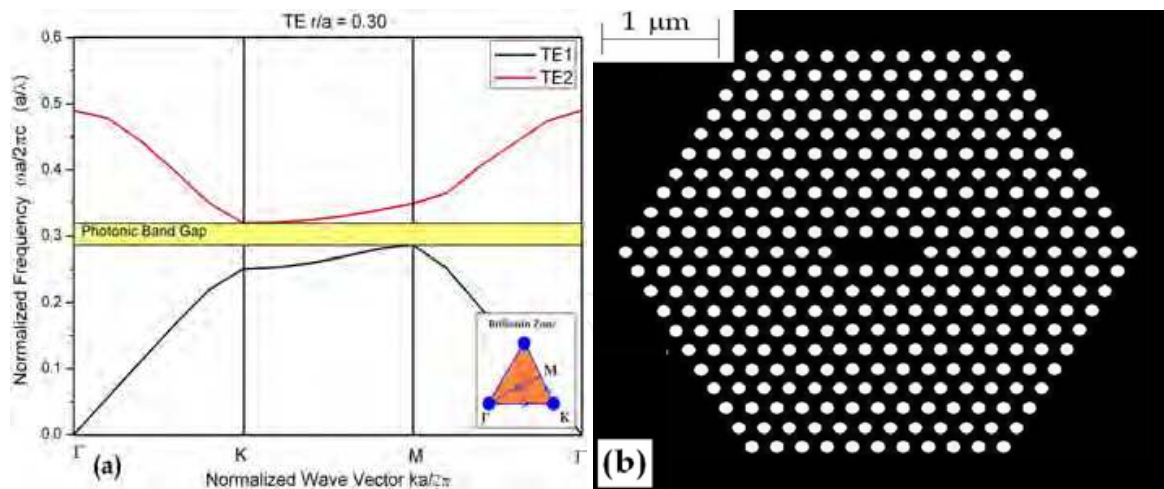 TE r/a = 0.30
0.6
0.5
0.4
0.3
0.2
0.1
0.0
Normalized Frequency ωa/2πc (a/λ)
TE1
TE2
Photonic Band Gap
Brillouin Zone
M
Γ
K
Γ
K
M
Γ
(a)
Normalized Wave Vector ka/2π
1 μm
(b)